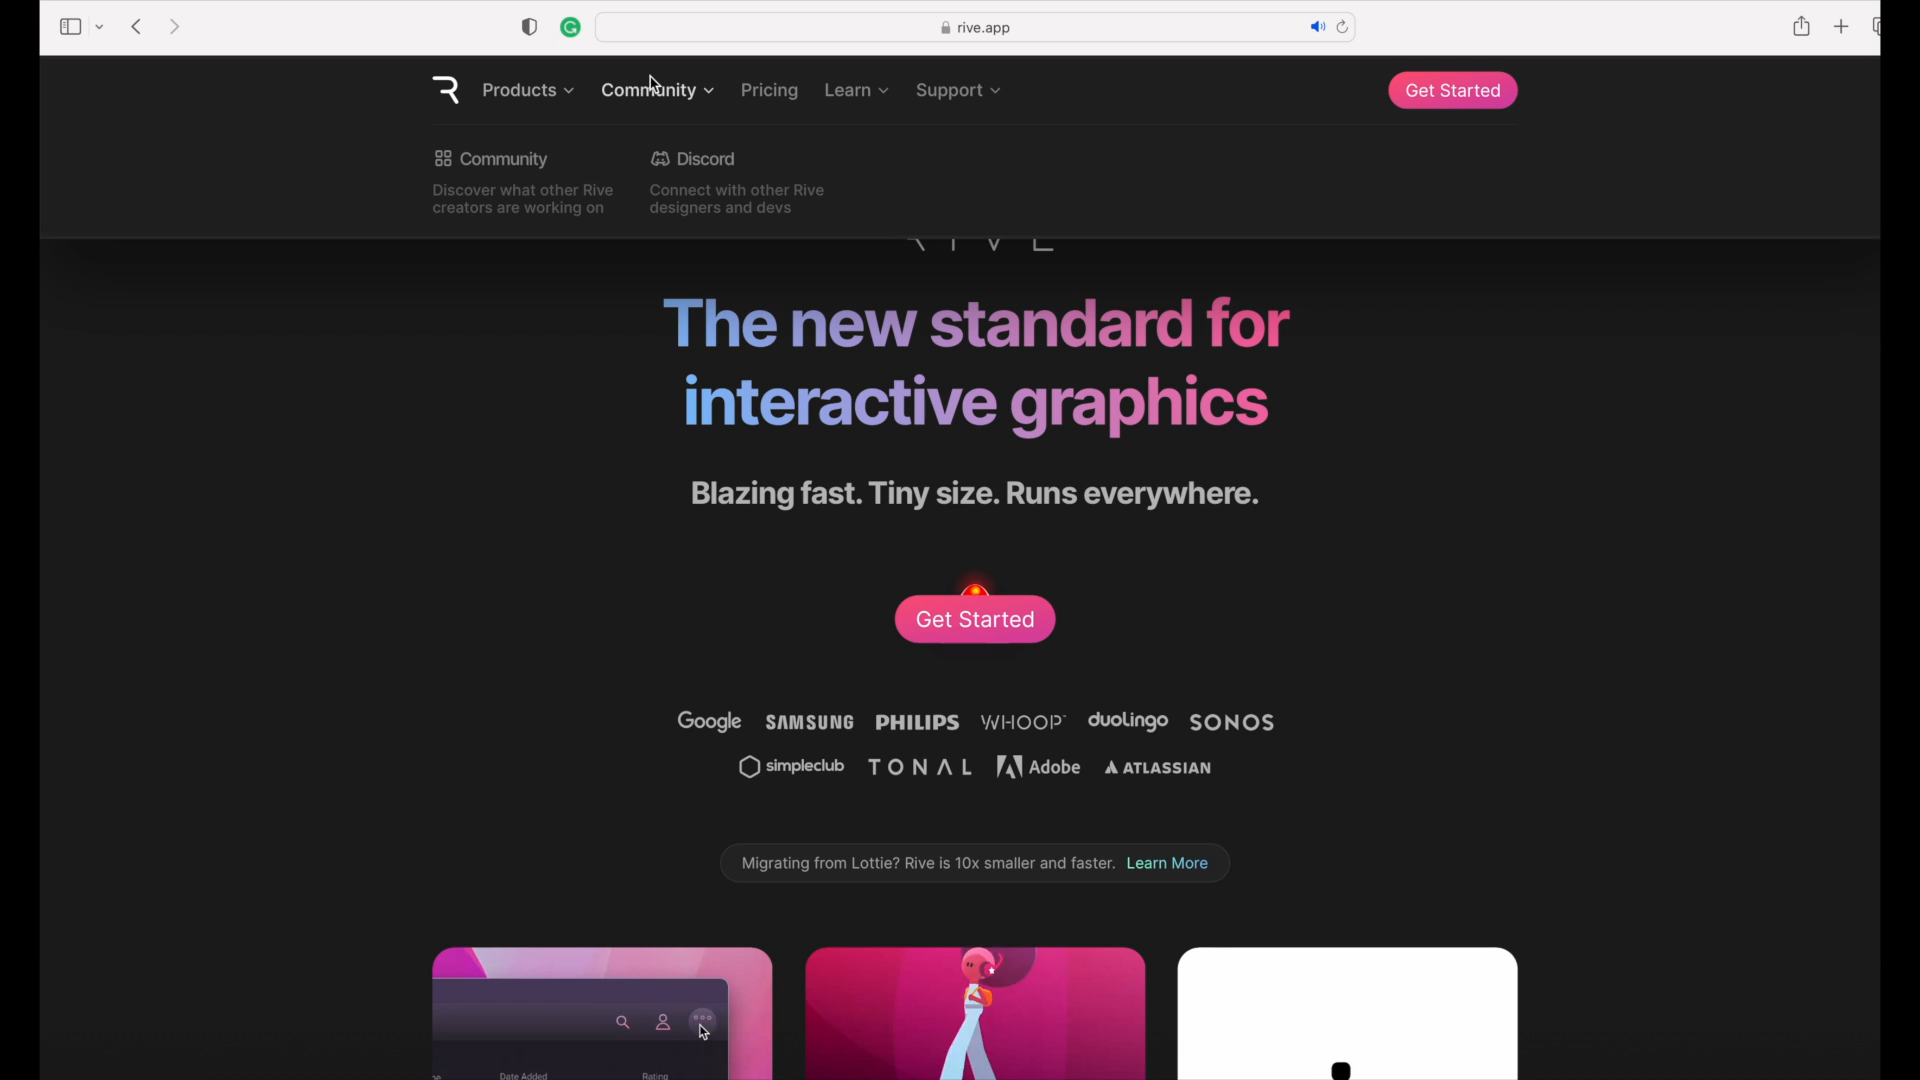 rive.app
Products Community Pricing Learn Support Get Started
Community Discord
Discover what other Rive Connect with other Rive
creators are working on designers and devs
RIVE
The new standard for
interactive graphics
Blazing fast. Tiny size. Runs everywhere.
Get Started
Google SAMSUNG PHILIPS WHOOP duolingo SONOS
simpleclub TONAL Adobe ATLASSIAN
Migrating from Lottie? Rive is 10x smaller and faster. Learn More
Date Added Rating